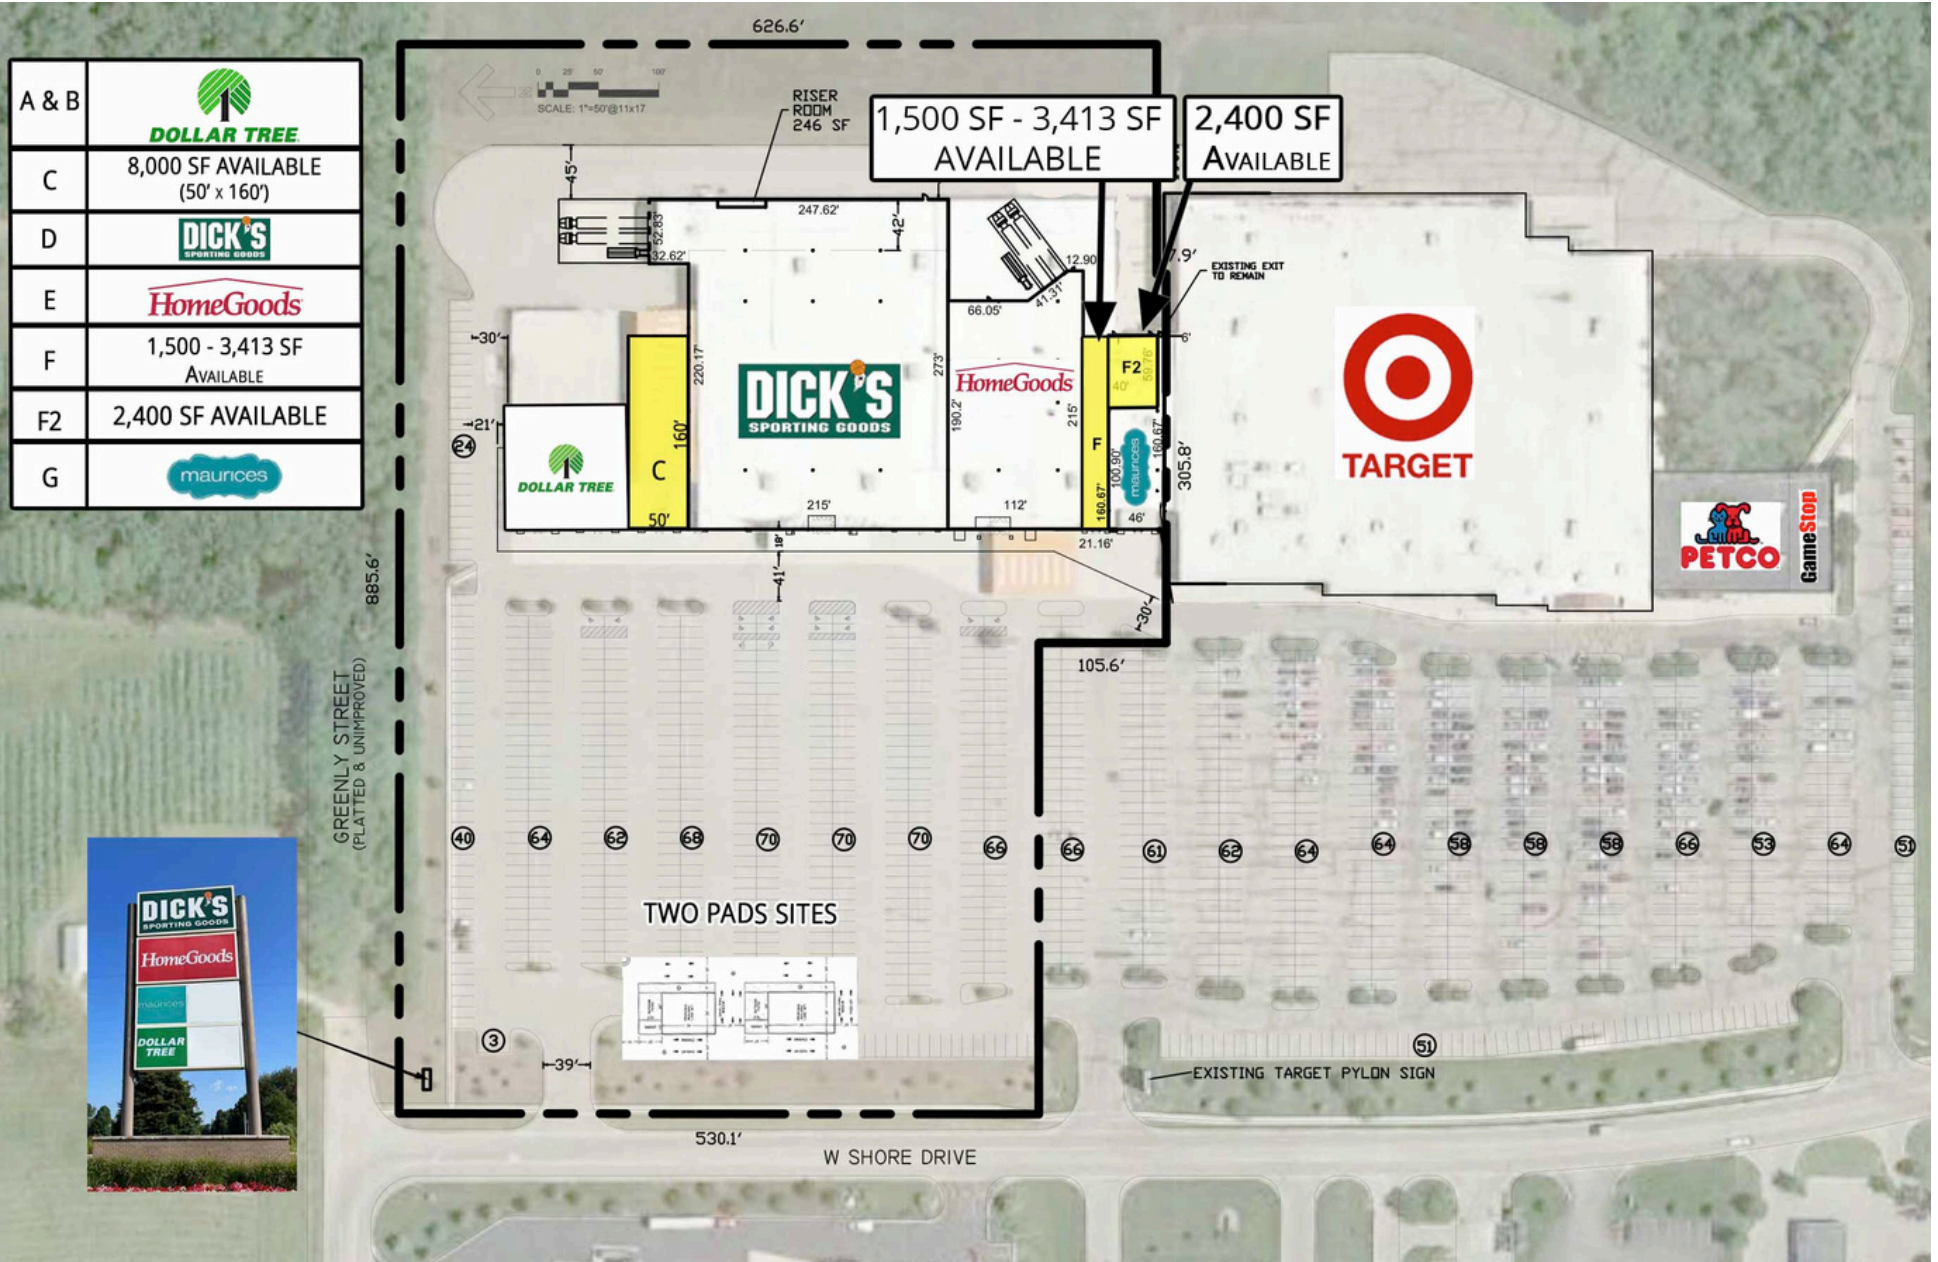 626.6'
A & B
DOLLAR TREE
C
8,000 SF AVAILABLE
(50' x 160')
D
DICK'S
SPORTING GOODS
E
HomeGoods
F
1,500 - 3,413 SF
AVAILABLE
F2
2,400 SF AVAILABLE
G
maurices
0 25' 50' 100'
SCALE: 1"=50'@11x17
RISER
ROOM
246 SF
1,500 SF - 3,413 SF
AVAILABLE
2,400 SF
AVAILABLE
45'
247.62'
42'
52.83'
32.62'
12.90
7.9'
EXISTING EXIT
TO REMAIN
66.05'
41.31'
30'
6'
220.17'
273'
DICK'S
SPORTING GOODS
HomeGoods
F2
40'
59.76'
TARGET
21'
24
DOLLAR TREE
160'
C
50'
190.2'
215'
F
160.67'
100.90'
maurices
160.67'
305.8'
215'
112'
46'
21.16'
18'
41'
PETCO
GameStop
885.6'
30'
105.6'
GREENLY STREET
(PLATTED & UNIMPROVED)
40
64
62
68
70
70
70
66
66
61
62
64
64
58
58
58
66
53
64
51
TWO PADS SITES
DICK'S
SPORTING GOODS
HomeGoods
maurices
DOLLAR
TREE
3
39'
51
EXISTING TARGET PYLON SIGN
530.1'
W SHORE DRIVE